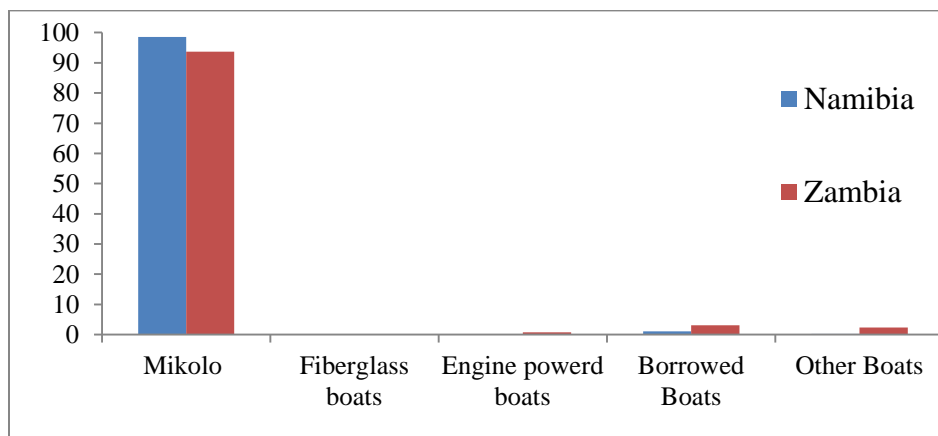 100
90
80
70
60
50
40
30
20
10
0
Namibia
Zambia
Mikolo
Fiberglass
boats
Engine powerd
boats
Borrowed
Boats
Other Boats